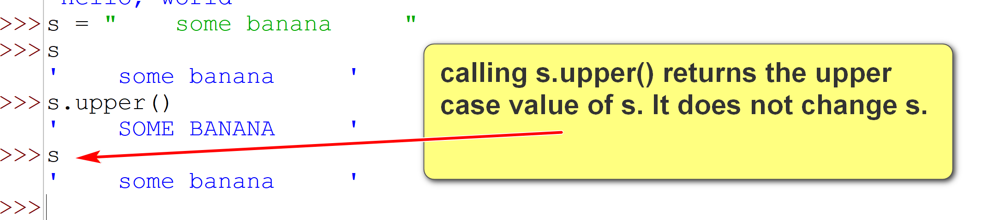 hello, world
>>> s = "    some banana     "
>>> s
'    some banana     '
>>> s.upper()
'    SOME BANANA     '
>>> s
'    some banana     '
>>>
calling s.upper() returns the upper
case value of s. It does not change s.